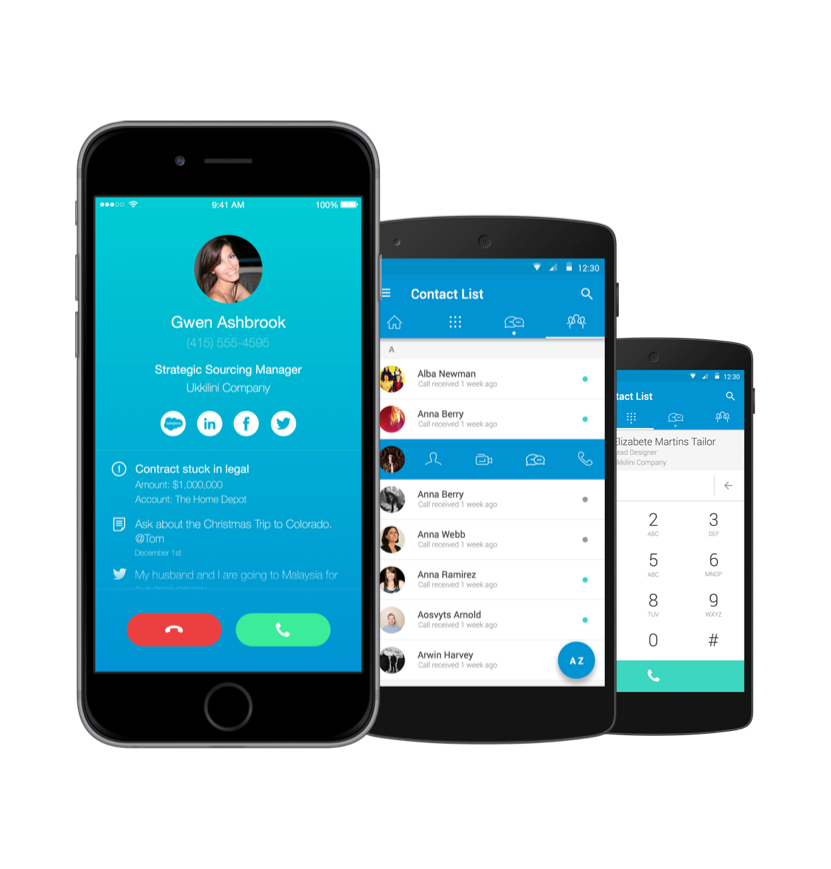 9:41 AM
100%
Gwen Ashbrook
(415) 555-4595
Strategic Sourcing Manager
Ukkilini Company
in
f
Contract stuck in legal
Amount: $1,000,000
Account: The Home Depot
Ask about the Christmas Trip to Colorado.
@Tom
December 1st
My husband and I are going to Malaysia for
12:30
Contact List
A
Alba Newman
Call received 1 week ago
Anna Berry
Call received 1 week ago
Anna Berry
Call received 1 week ago
Anna Webb
Call received 1 week ago
Anna Ramirez
Call received 1 week ago
Aosvyts Arnold
Call received 1 week ago
Arwin Harvey
Call received 1 week ago
A Z
12:30
tact List
Elizabete Martins Tailor
ead Designer
kkilini Company
2
ABC
3
DEF
5
6
MNOP
8
TUV
9
WXYZ
0
#